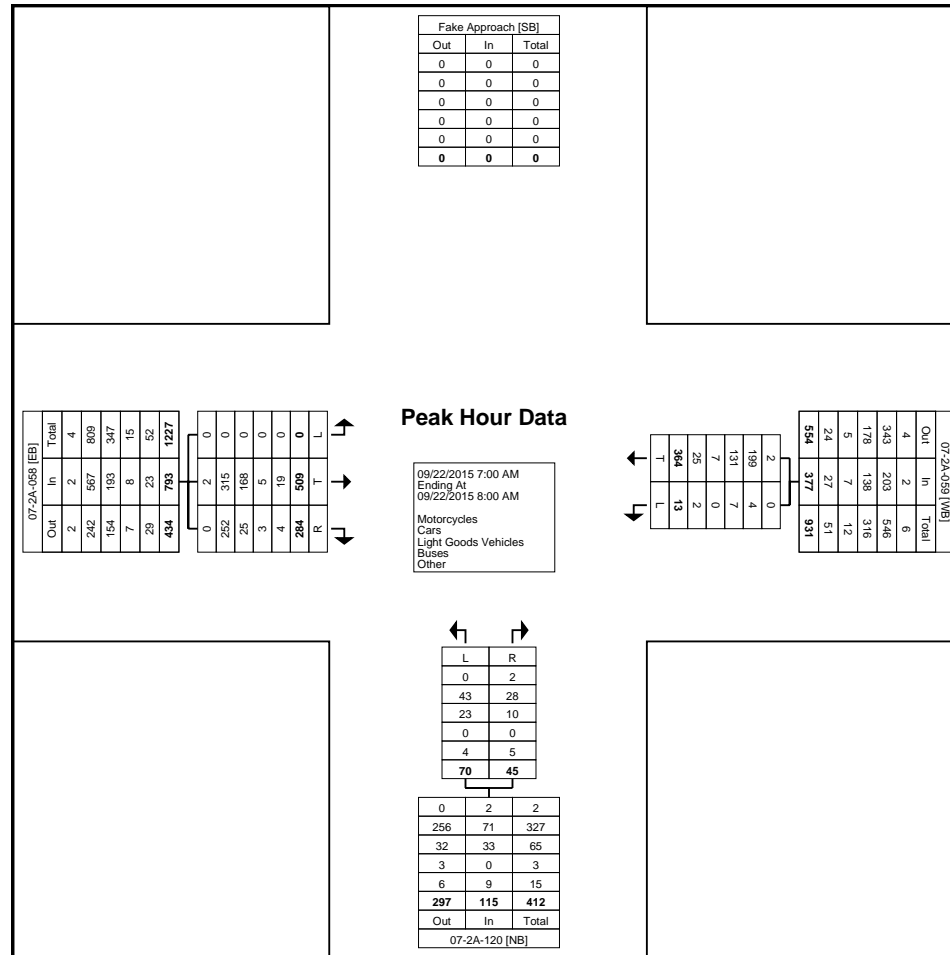 Fake Approach [SB]
Out In Total
0 0 0
0 0 0
0 0 0
0 0 0
0 0 0
0 0 0
07-2A-058 [EB]
Out In Total
2 2 4
242 567 809
154 193 347
7 8 15
29 23 52
434 793 1227
0 2 0
252 315 0
25 168 0
3 5 0
4 19 0
284 509 0
R T L
Peak Hour Data
09/22/2015 7:00 AM
Ending At
09/22/2015 8:00 AM
Motorcycles
Cars
Light Goods Vehicles
Buses
Other
07-2A-059 [WB]
Out In Total
4 2 6
343 203 546
178 138 316
5 7 12
24 27 51
554 377 931
2 0
199 4
131 7
7 0
25 2
364 13
T L
L R
0 2
43 28
23 10
0 0
4 5
70 45
0 2 2
256 71 327
32 33 65
3 0 3
6 9 15
297 115 412
Out In Total
07-2A-120 [NB]